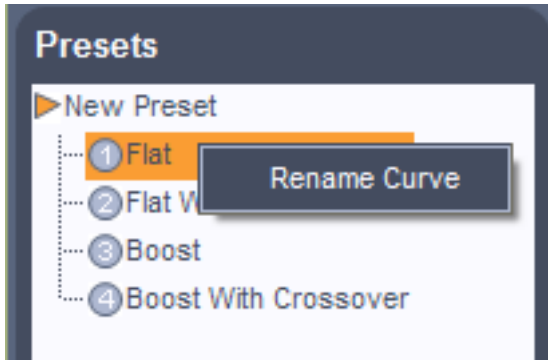 Presets
New Preset
1 Flat
Rename Curve
2 Flat W
3 Boost
4 Boost With Crossover